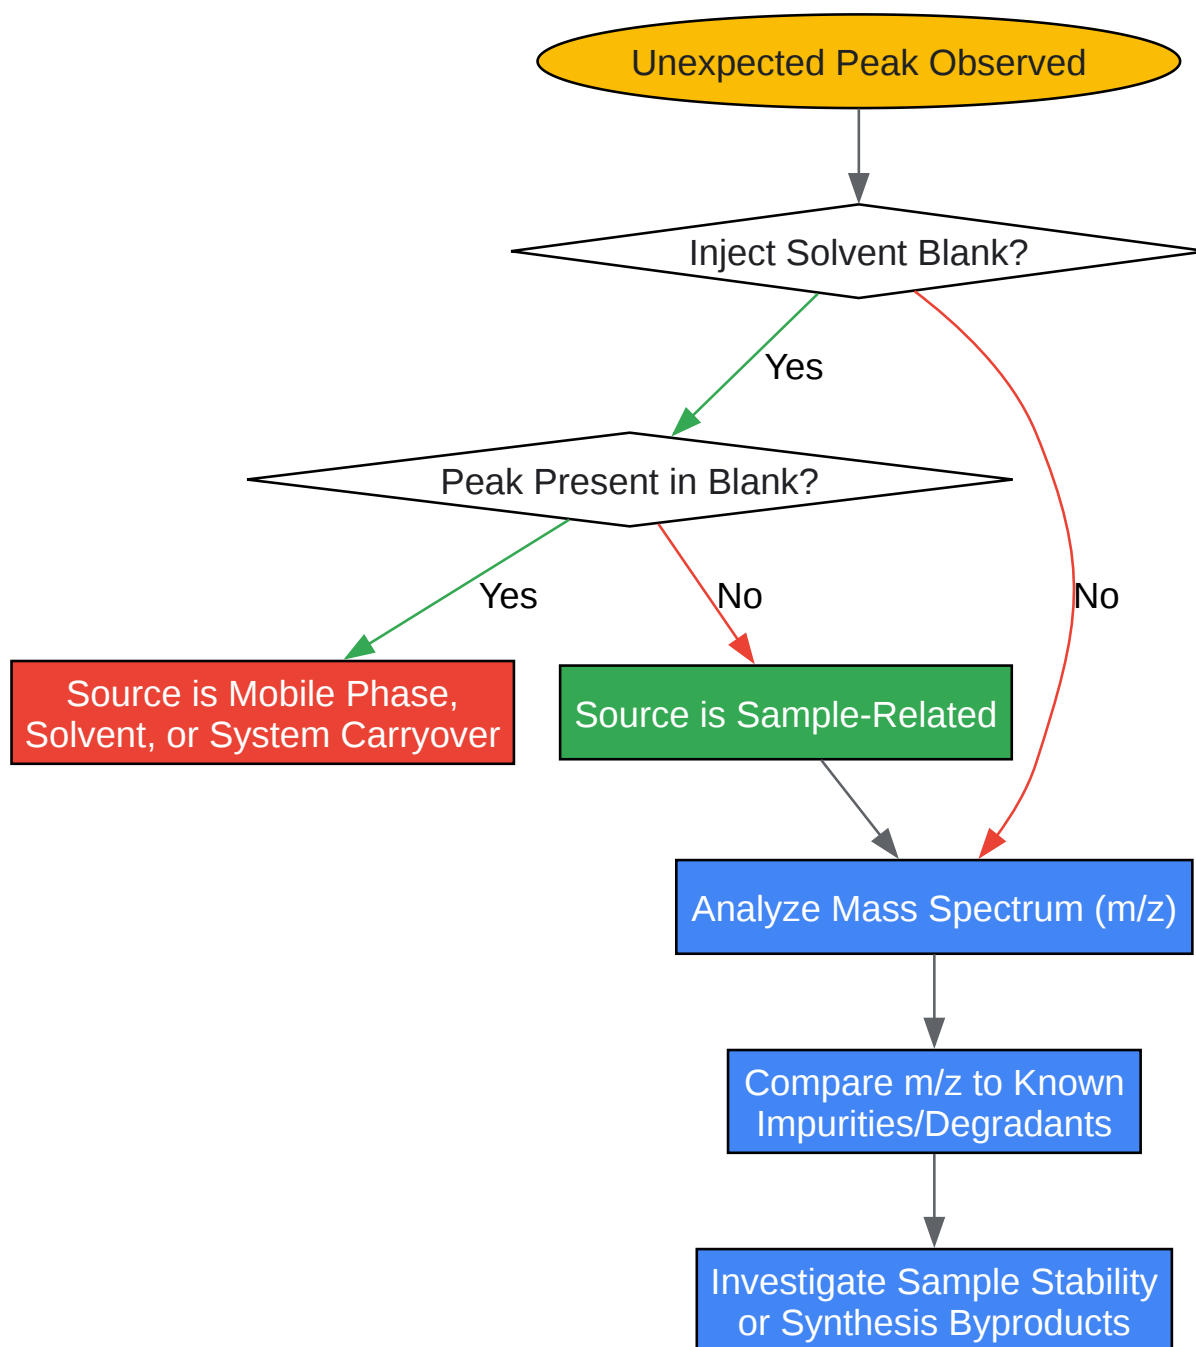 Unexpected Peak Observed
Inject Solvent Blank?
Yes
Peak Present in Blank?
Yes
No
No
Source is Mobile Phase,
Solvent, or System Carryover
Source is Sample-Related
Analyze Mass Spectrum (m/z)
Compare m/z to Known
Impurities/Degradants
Investigate Sample Stability
or Synthesis Byproducts